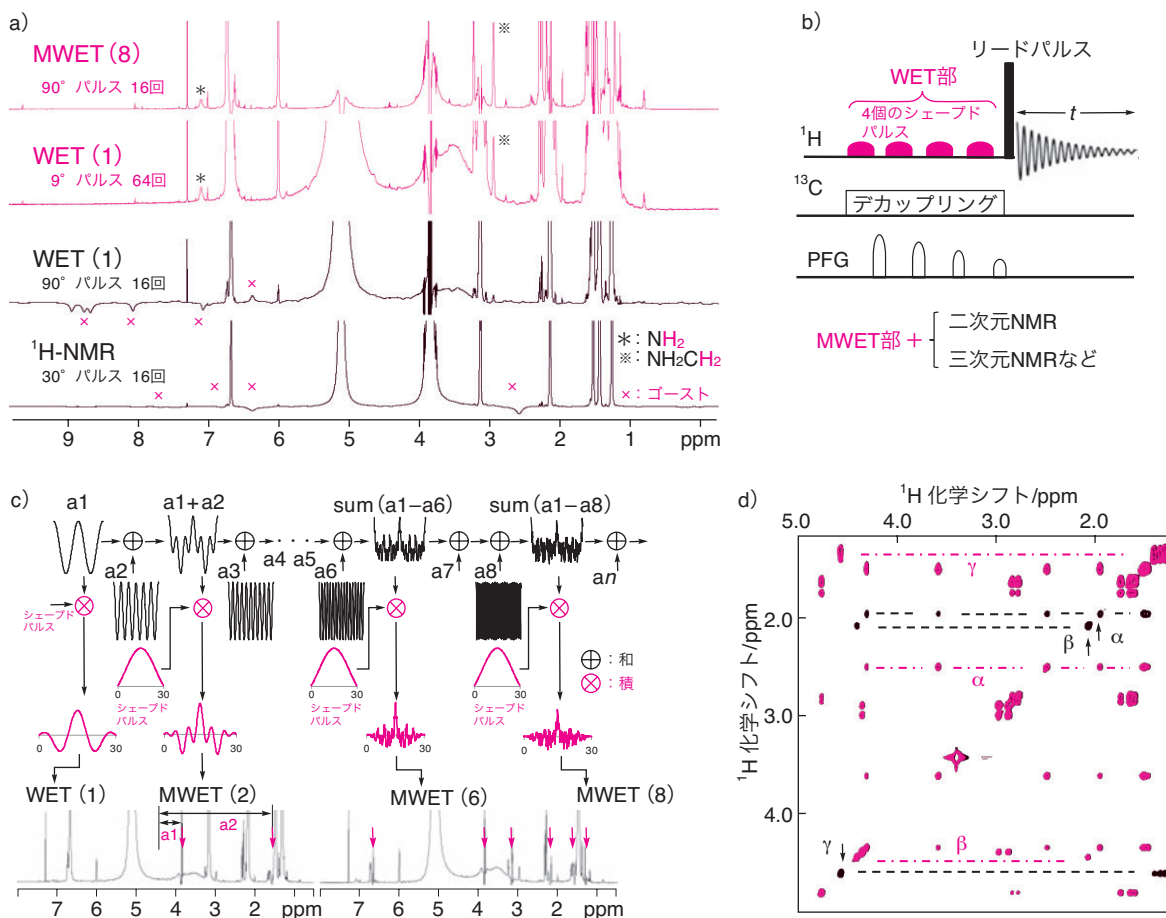 a)
MWET (8)
90° パルス 16回
*
※
WET (1)
9° パルス 64回
*
※
WET (1)
90° パルス 16回
×
× × ×
¹H-NMR
30° パルス 16回
× × ×
*: NH₂
※: NH₂CH₂
×: ゴースト
9 8 7 6 5 4 3 2 1 ppm
b)
リードパルス
WET部
4個のシェープド
パルス
t
¹H
¹³C
デカップリング
PFG
MWET部 +
二次元NMR
三次元NMRなど
c)
a1 a1+a2 sum (a1−a6) sum (a1−a8)
a2 a3 a4 · · a5 a6 a7 a8 an
シェープド
パルス
⊕ : 和
⊗ : 積
0 30 0 30 0 30
シェープド
パルス
シェープド
パルス
シェープド
パルス
0 30 0 30 0 30 0 30
WET (1) MWET (2) MWET (6) MWET (8)
a1 a2
7 6 5 4 3 2 1 ppm 7 6 5 4 3 2 1 ppm
d)
¹H 化学シフト/ppm
5.0 4.0 3.0 2.0
¹H 化学シフト/ppm
2.0
3.0
4.0
γ
β α
α
β
γ